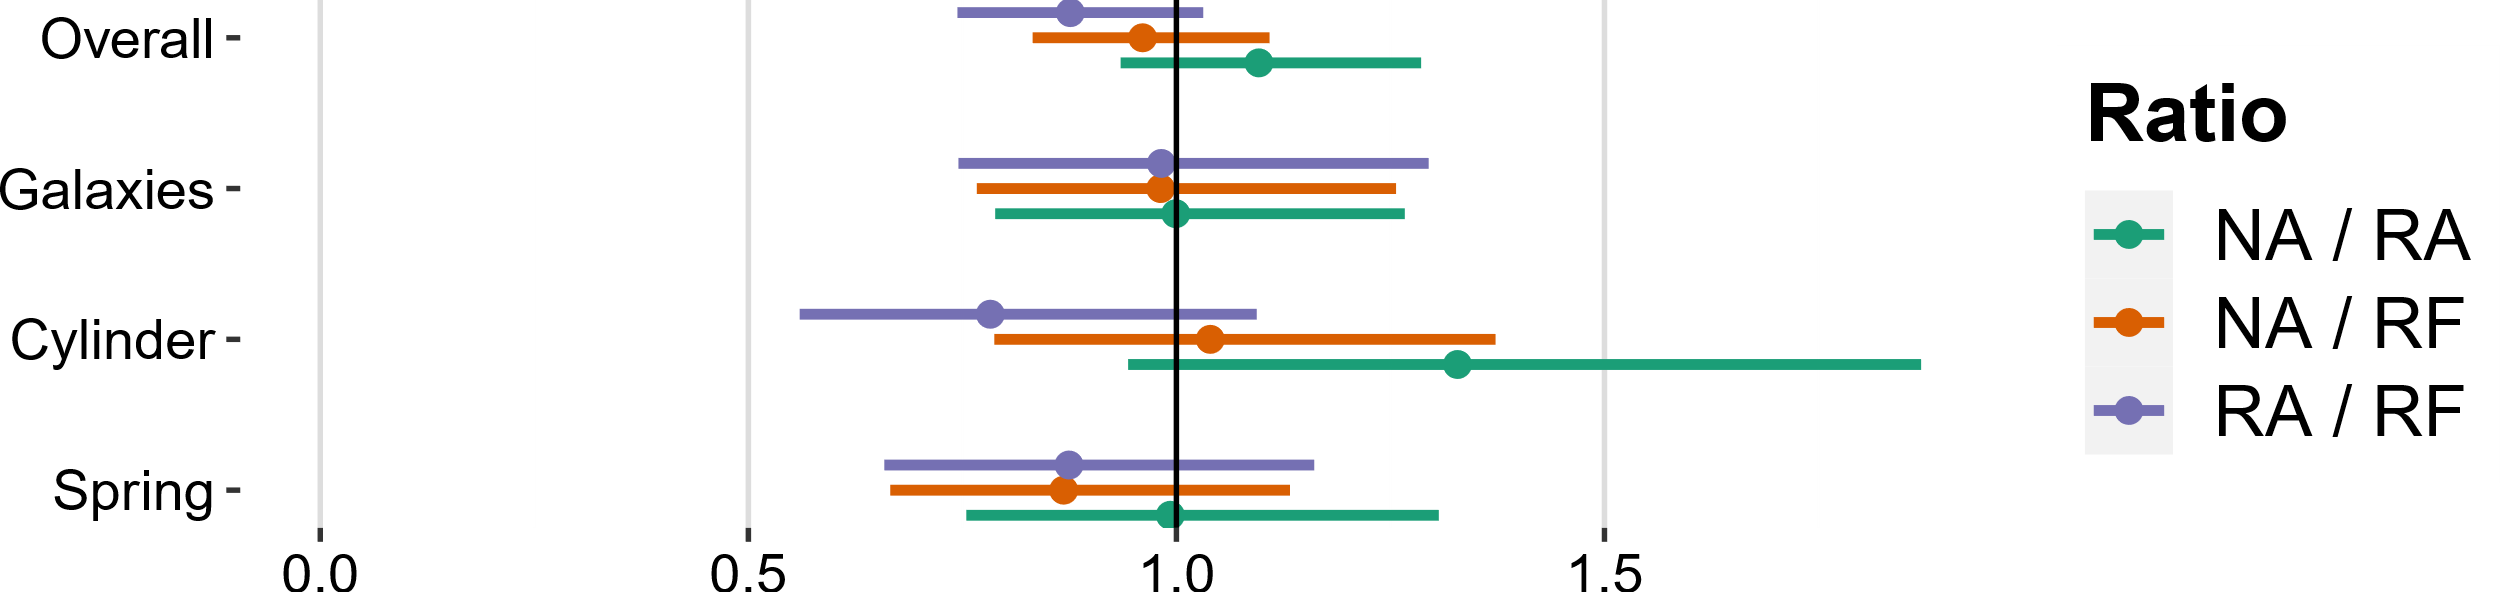 Overall
Galaxies
Cylinder
Spring
0.0 0.5 1.0 1.5
Ratio
NA / RA
NA / RF
RA / RF